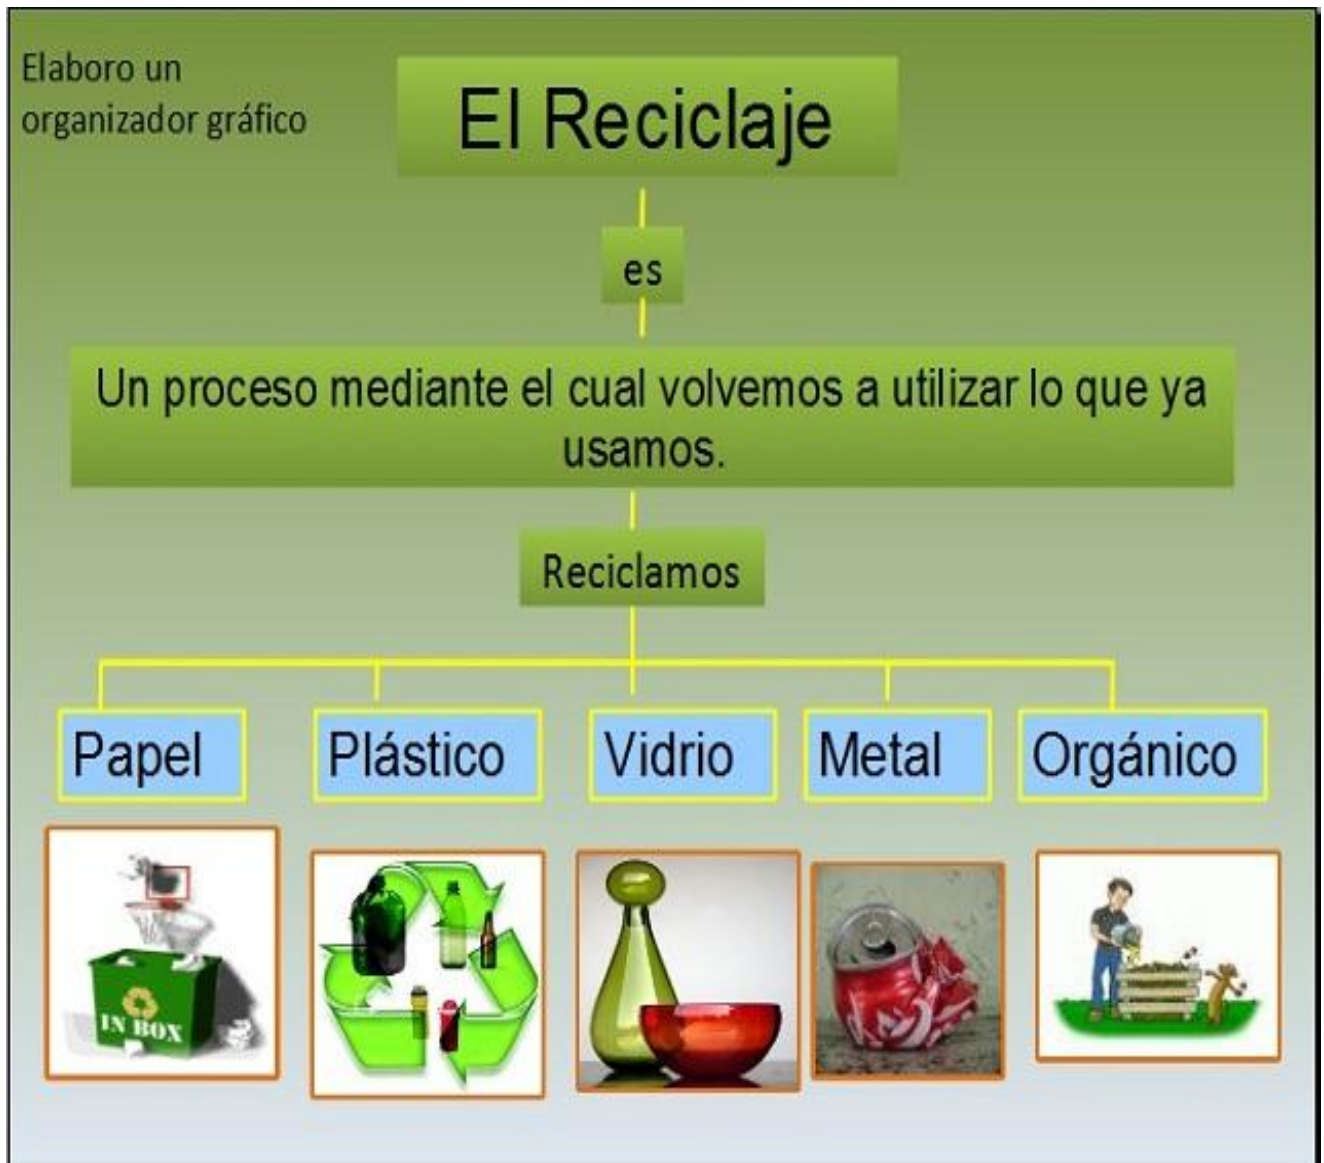 Elaboro un
organizador gráfico
El Reciclaje
es
Un proceso mediante el cual volvemos a utilizar lo que ya
usamos.
Reciclamos
Papel
Plástico
Vidrio
Metal
Orgánico
IN BOX